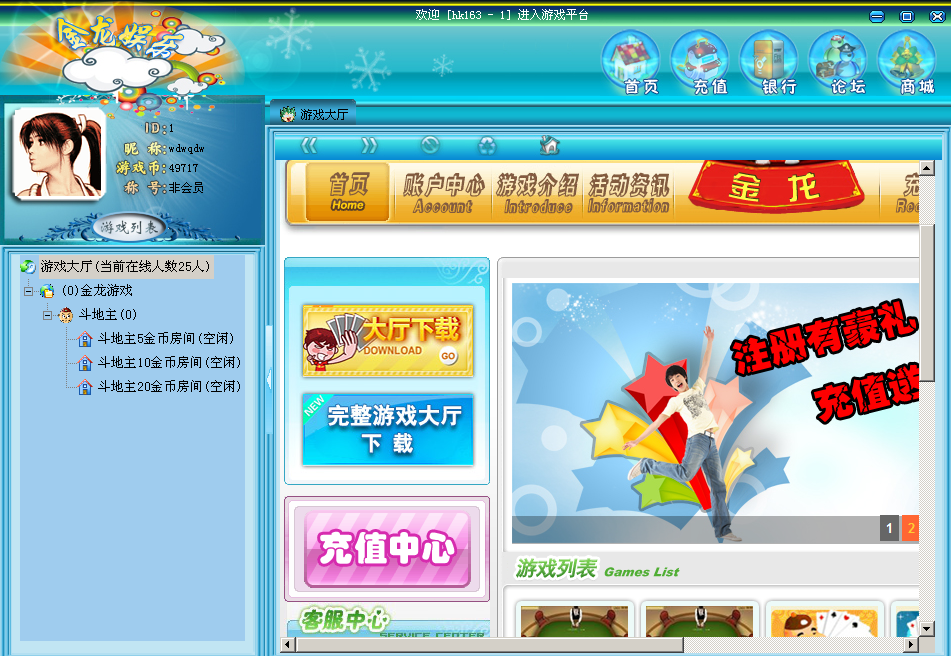 欢迎 [hk163 - 1] 进入游戏平台
金龙娱乐
首页
充值
银行
论坛
商城
游戏大厅
ID:1
昵 称:wdwqdw
游戏币:49717
称 号:非会员
游戏列表
游戏大厅(当前在线人数25人)
(0)金龙游戏
斗地主(0)
斗地主5金币房间(空闲)
斗地主10金币房间(空闲)
斗地主20金币房间(空闲)
首页
Home
账户中心
Account
游戏介绍
Introduce
活动资讯
Information
金 龙
充
Rec
大厅下载
DOWNLOAD
GO
NEW
完整游戏大厅
下 载
充值中心
客服中心
SERVICE CENTER
注册有豪礼
充值送
1
2
游戏列表
Games List